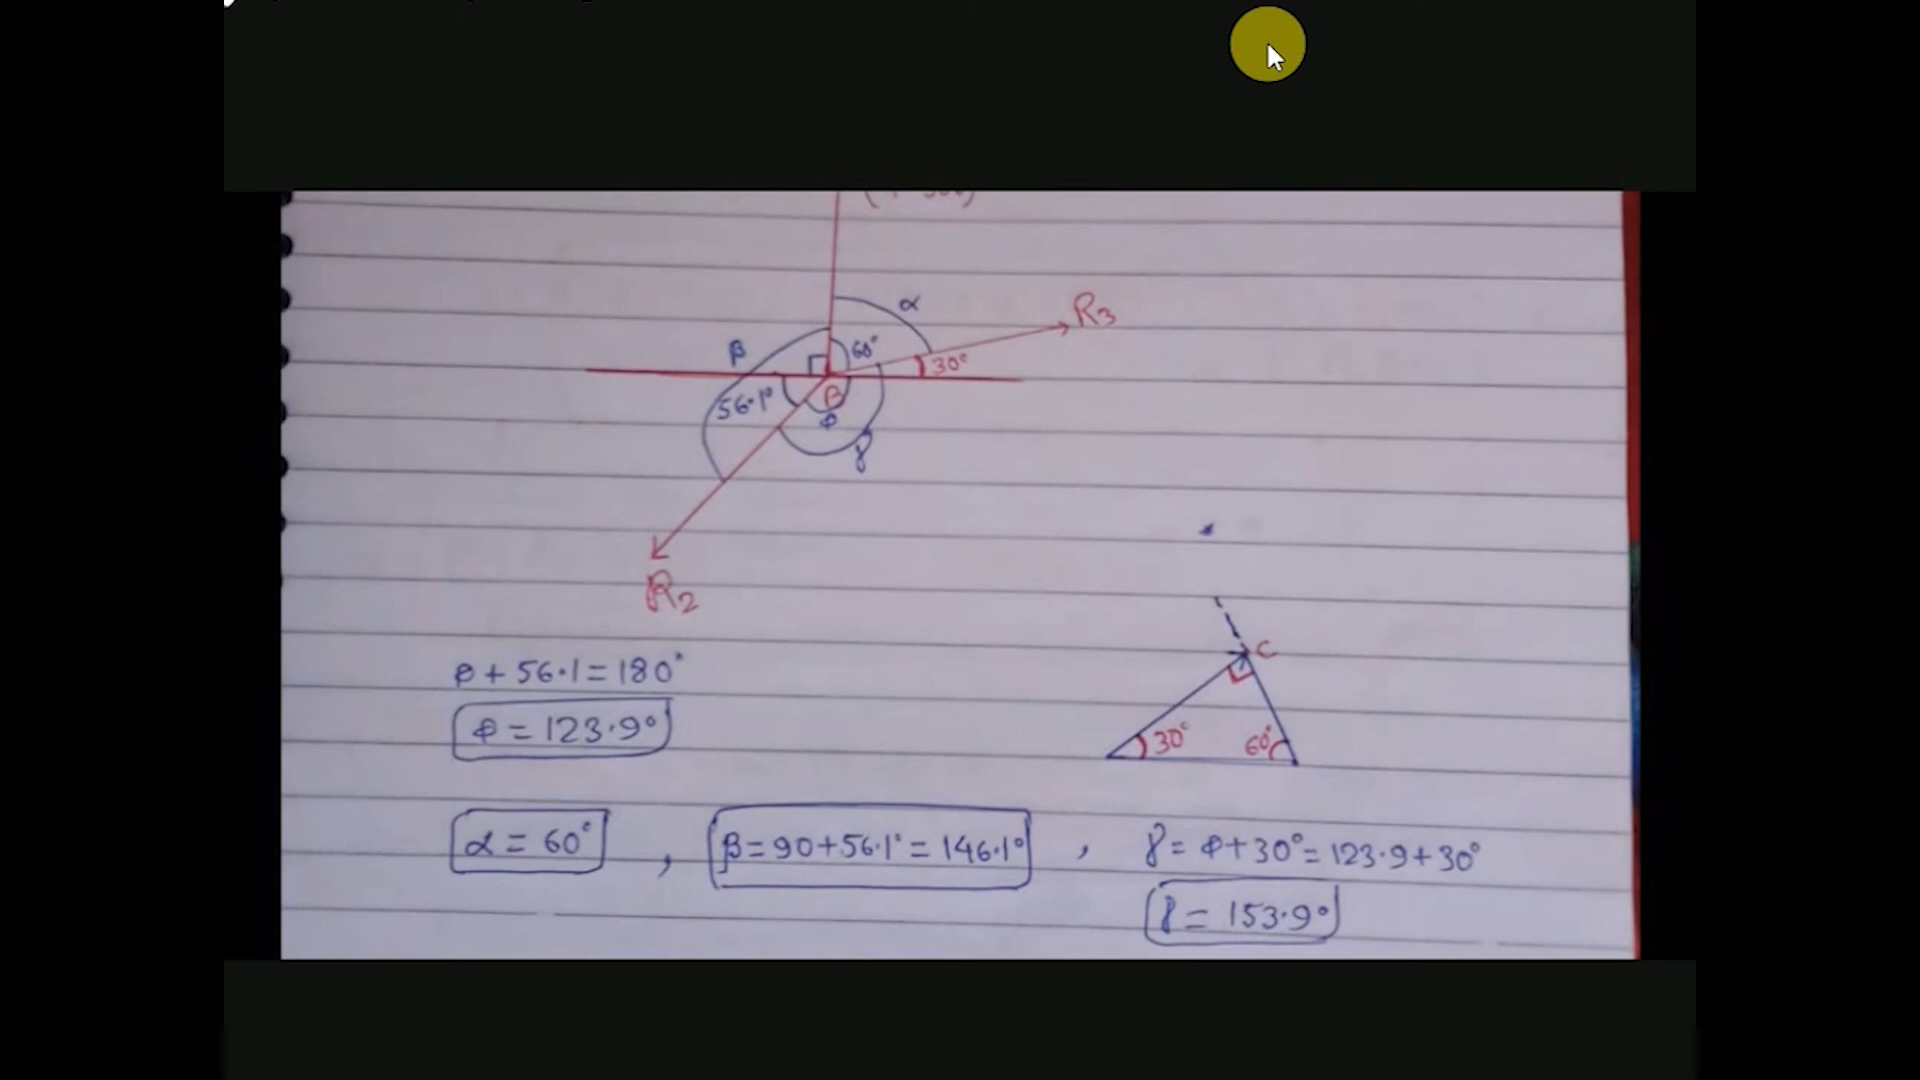 α
R3
β
60°
30°
56.1°
B
Φ
γ
R2
Φ + 56.1 = 180°
Φ = 123.9°
C
30°
60°
α = 60° , β = 90 + 56.1° = 146.1° , γ = Φ + 30° = 123.9 + 30°
γ = 153.9°